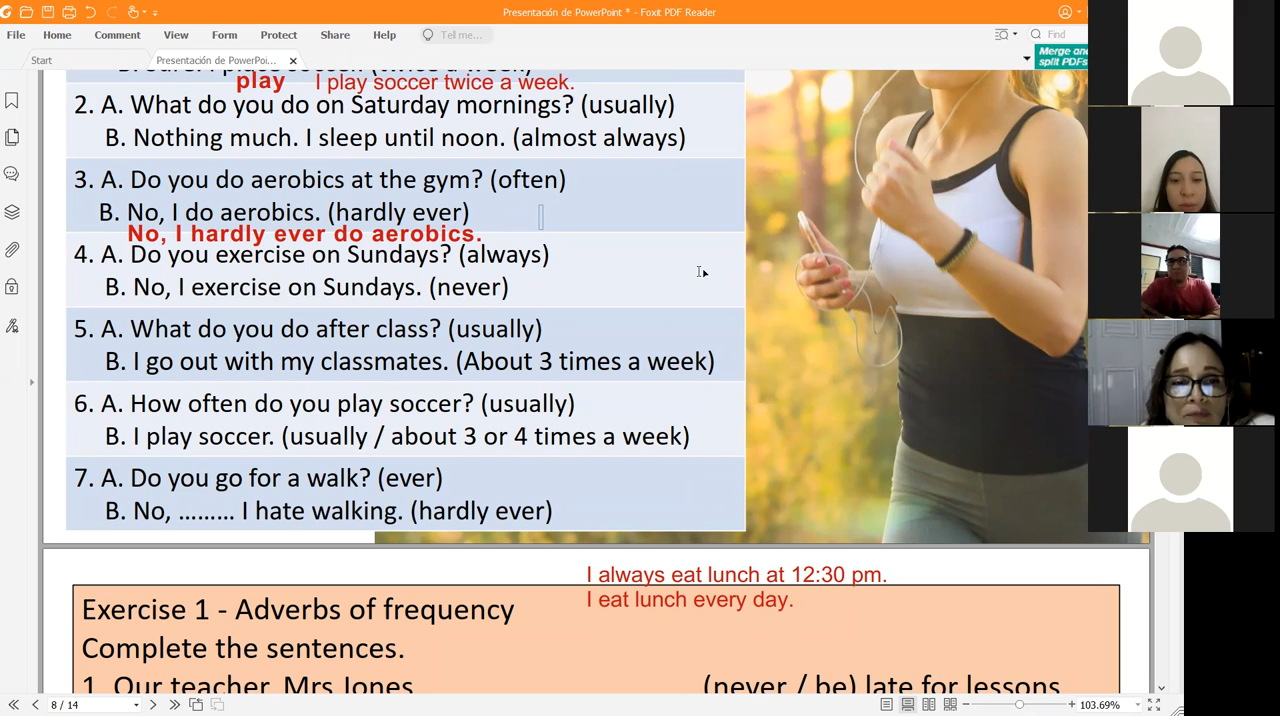 Presentación de PowerPoint * - Foxit PDF Reader
File Home Comment View Form Protect Share Help Tell me... Find
Start Presentación de PowerPoi... Merge and
split PDFs
play I play soccer twice a week.
2. A. What do you do on Saturday mornings? (usually)
B. Nothing much. I sleep until noon. (almost always)
3. A. Do you do aerobics at the gym? (often)
B. No, I do aerobics. (hardly ever)
No, I hardly ever do aerobics.
4. A. Do you exercise on Sundays? (always)
B. No, I exercise on Sundays. (never)
5. A. What do you do after class? (usually)
B. I go out with my classmates. (About 3 times a week)
6. A. How often do you play soccer? (usually)
B. I play soccer. (usually / about 3 or 4 times a week)
7. A. Do you go for a walk? (ever)
B. No, ......... I hate walking. (hardly ever)
I always eat lunch at 12:30 pm.
I eat lunch every day.
Exercise 1 - Adverbs of frequency
Complete the sentences.
1. Our teacher, Mrs Jones (never / be) late for lessons
8 / 14 103.69%